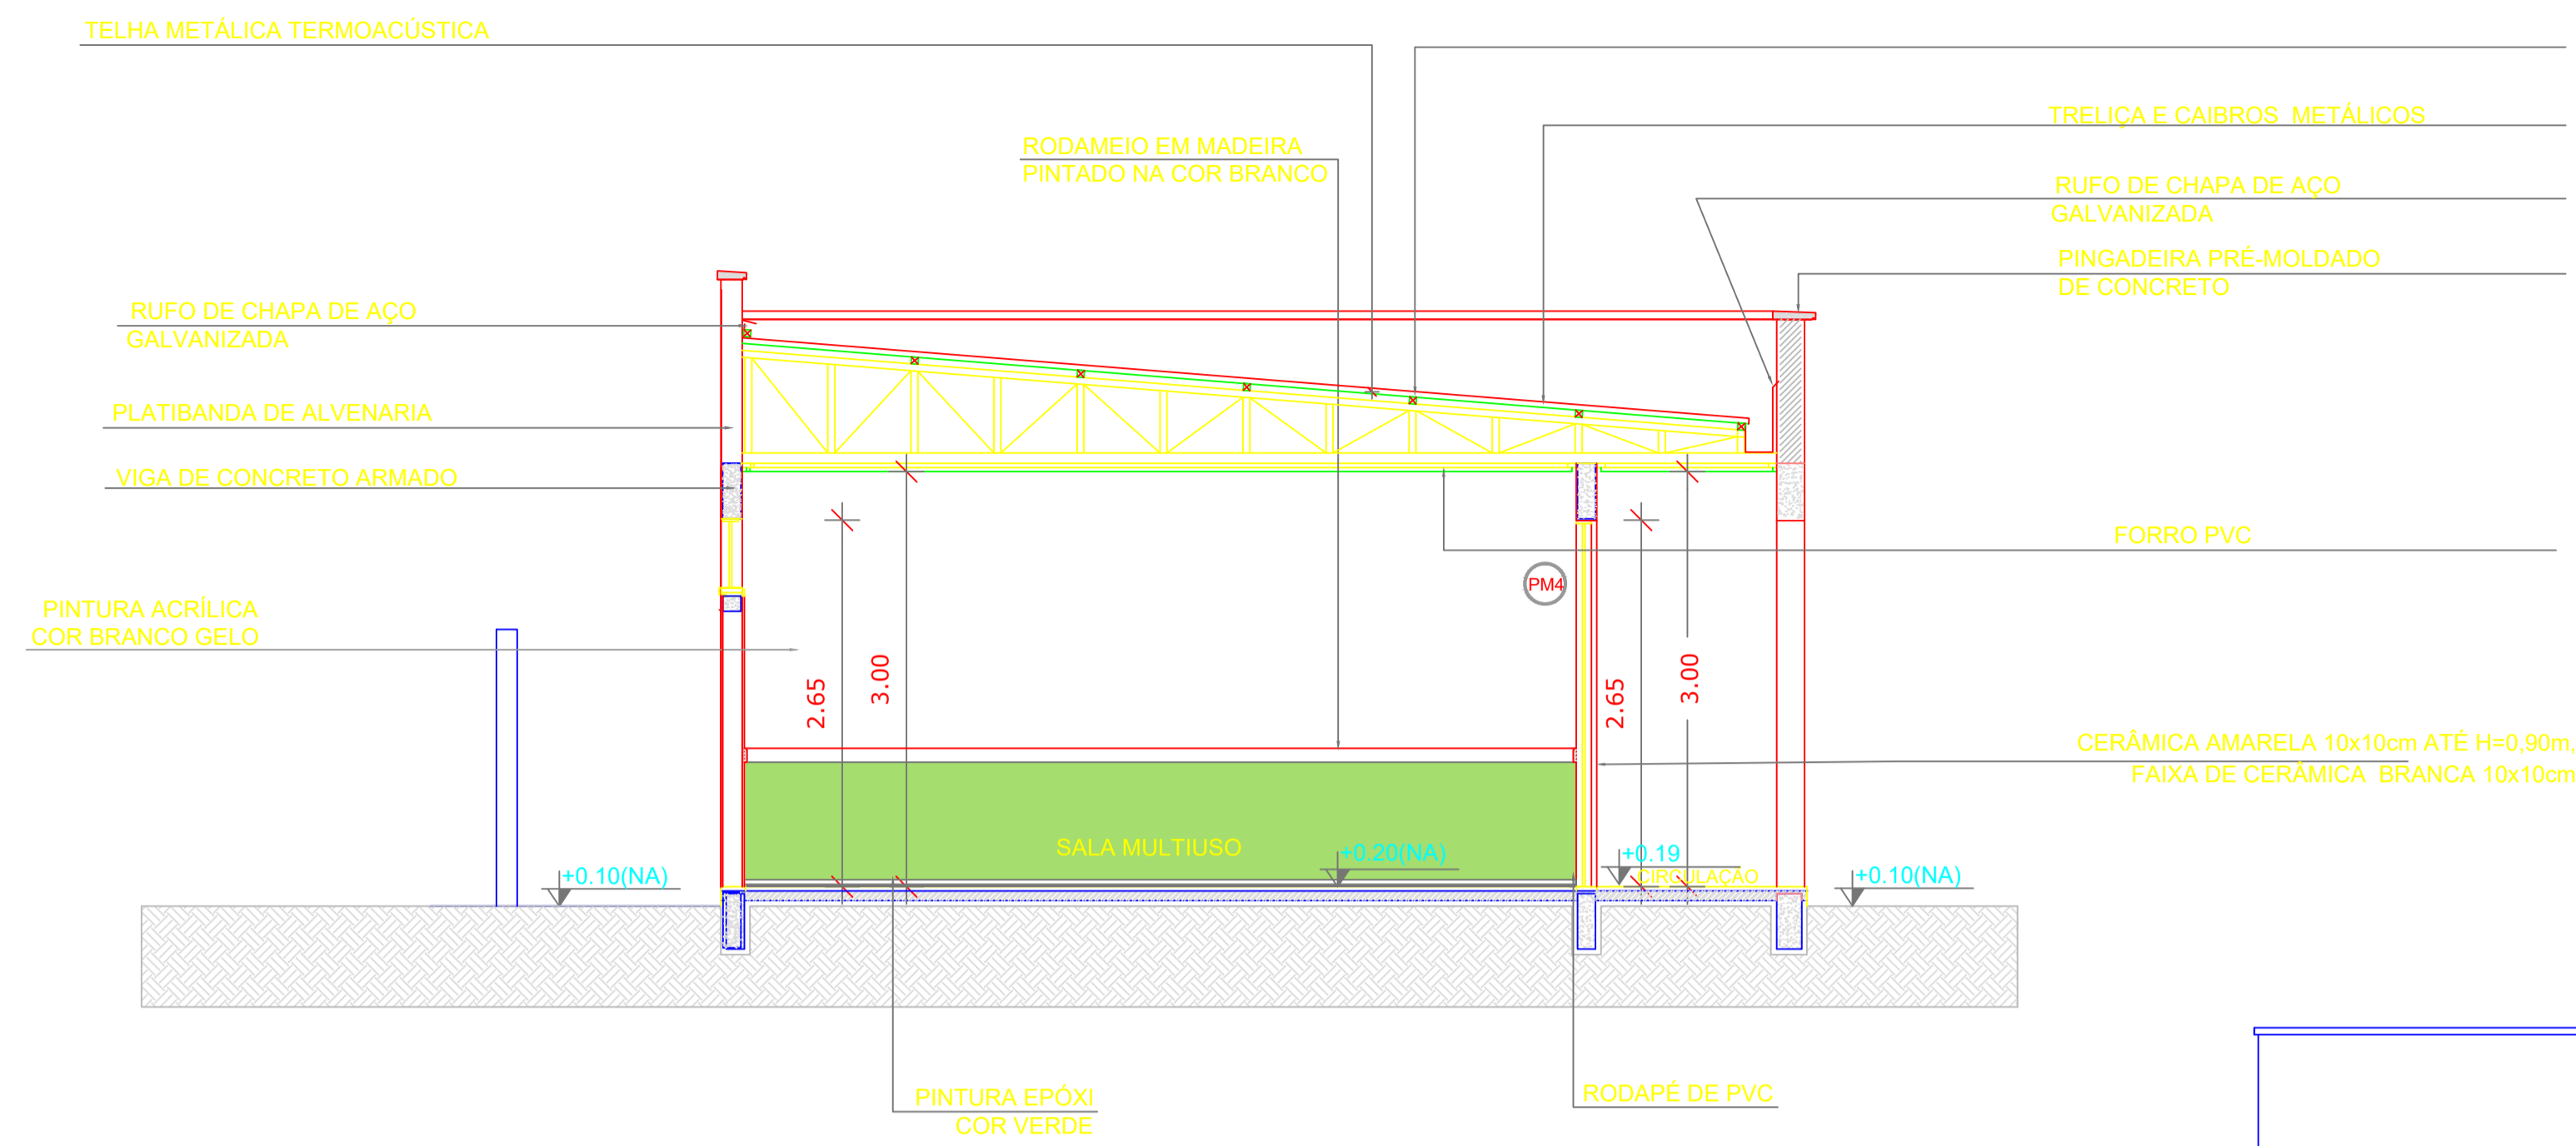 TELHA METÁLICA TERMOACÚSTICA
TRELIÇA E CAIBROS  METÁLICOS
RODAMEIO EM MADEIRA
PINTADO NA COR BRANCO
RUFO DE CHAPA DE AÇO
GALVANIZADA
PINGADEIRA PRÉ-MOLDADO
DE CONCRETO
RUFO DE CHAPA DE AÇO
GALVANIZADA
PLATIBANDA DE ALVENARIA
VIGA DE CONCRETO ARMADO
FORRO PVC
PM4
PINTURA ACRÍLICA
COR BRANCO GELO
2.65
3.00
2.65
3.00
CERÂMICA AMARELA 10x10cm ATÉ H=0,90m,
FAIXA DE CERÂMICA  BRANCA 10x10cm
SALA MULTIUSO
+0.20(NA)
+0.19
CIRCULAÇÃO
+0.10(NA)
+0.10(NA)
PINTURA EPÓXI
COR VERDE
RODAPÉ DE PVC